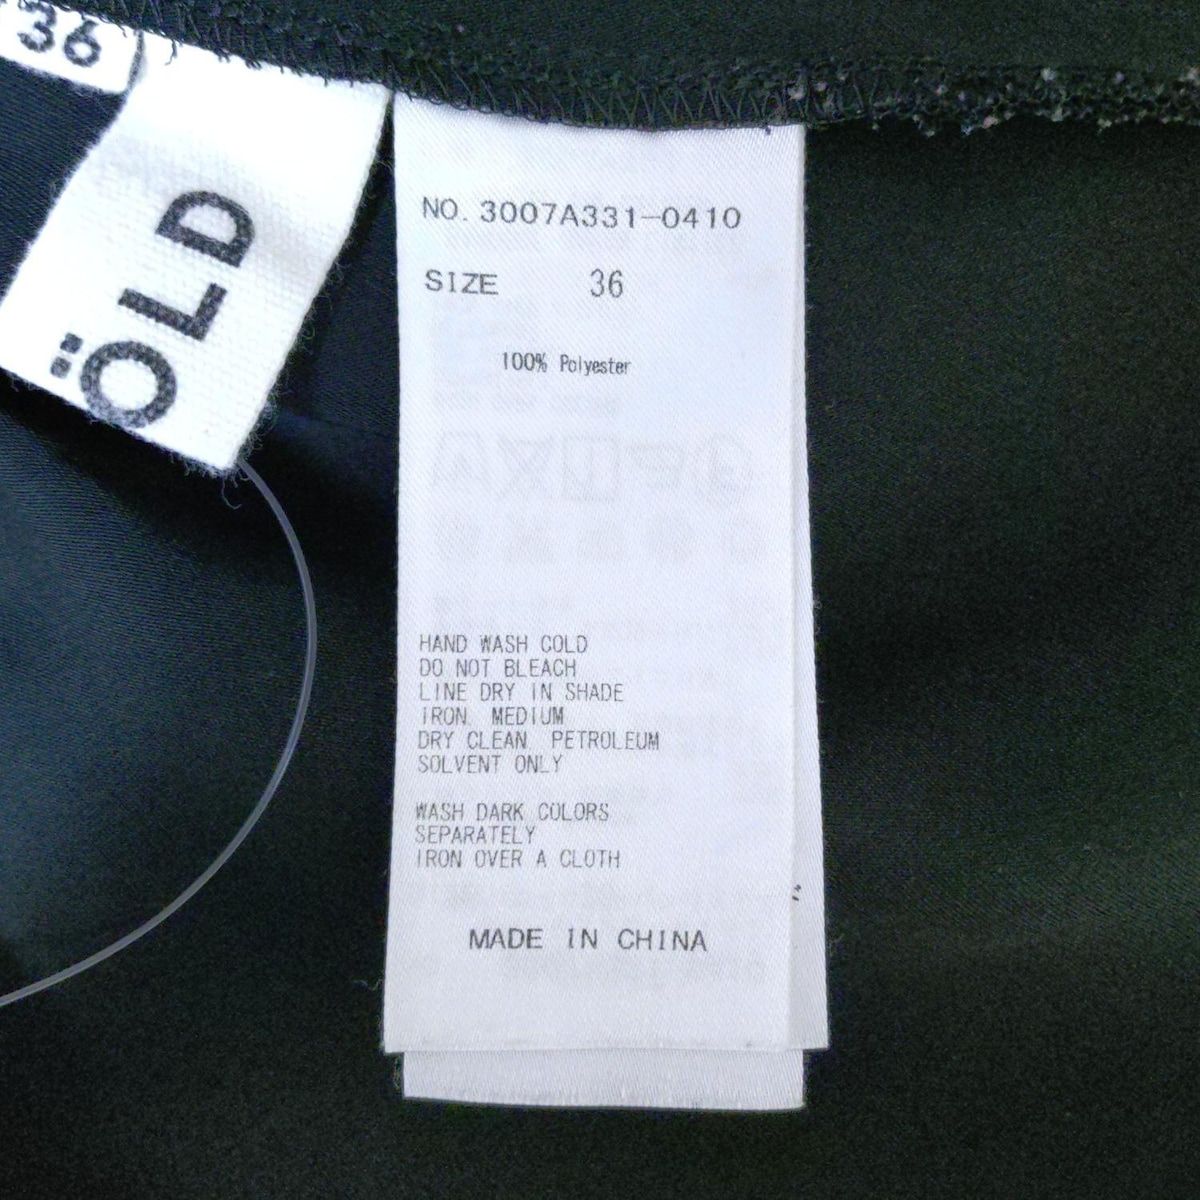 36
ÖLD
NO. 3007A331-0410
SIZE 36
100% Polyester
HAND WASH COLD
DO NOT BLEACH
LINE DRY IN SHADE
IRON MEDIUM
DRY CLEAN PETROLEUM
SOLVENT ONLY
WASH DARK COLORS
SEPARATELY
IRON OVER A CLOTH
MADE IN CHINA